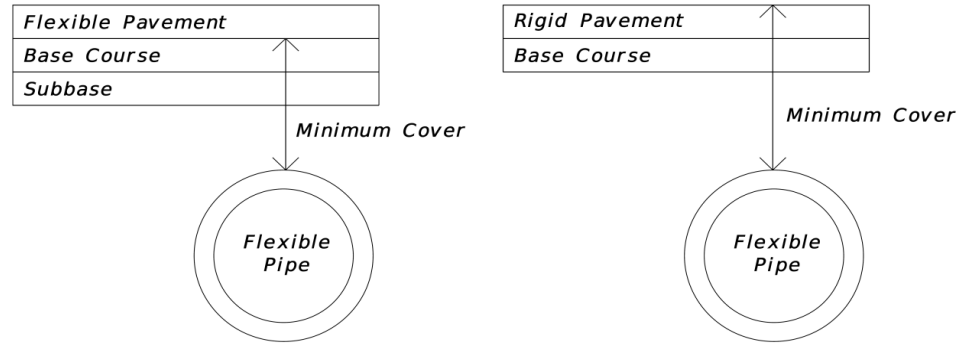 Flexible Pavement
Base Course
Subbase
Minimum Cover
Flexible
Pipe
Rigid Pavement
Base Course
Minimum Cover
Flexible
Pipe